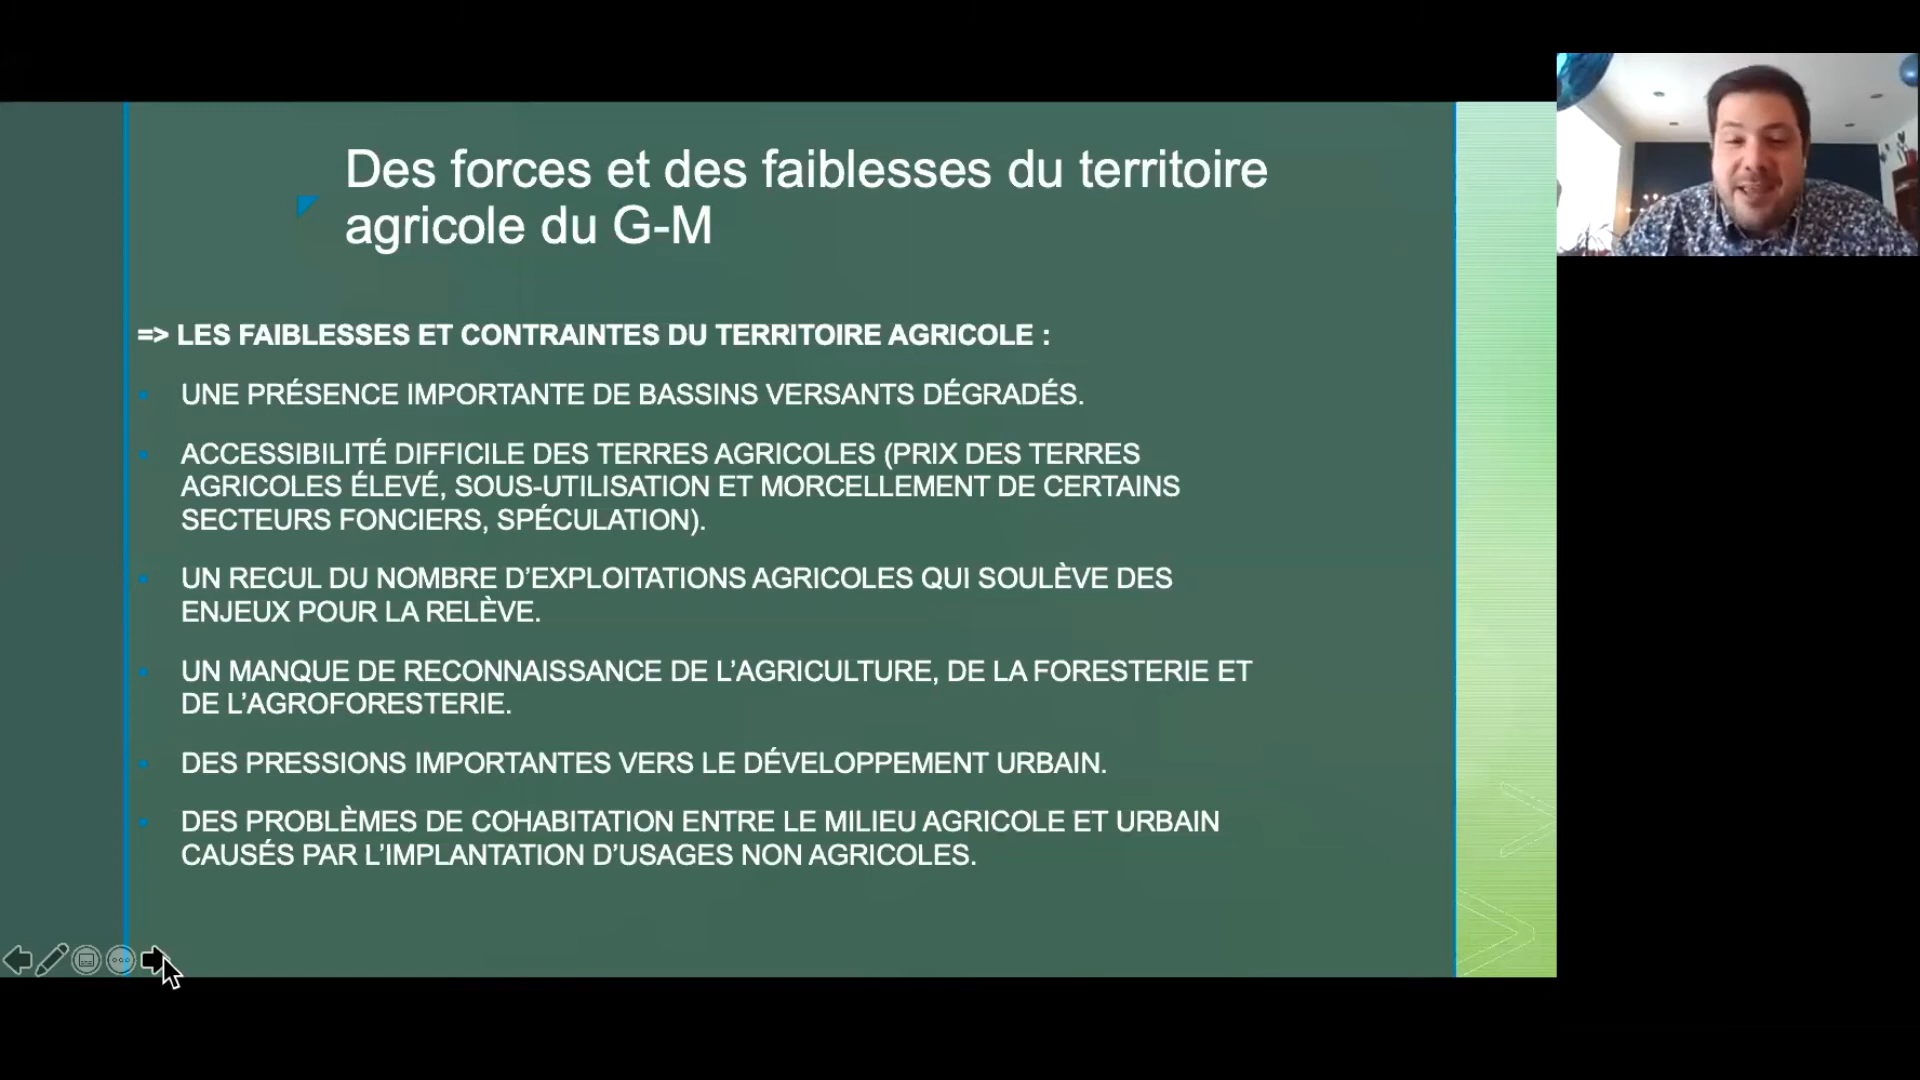 Des forces et des faiblesses du territoire
agricole du G-M
=> LES FAIBLESSES ET CONTRAINTES DU TERRITOIRE AGRICOLE :
▪ UNE PRÉSENCE IMPORTANTE DE BASSINS VERSANTS DÉGRADÉS.
▪ ACCESSIBILITÉ DIFFICILE DES TERRES AGRICOLES (PRIX DES TERRES
AGRICOLES ÉLEVÉ, SOUS-UTILISATION ET MORCELLEMENT DE CERTAINS
SECTEURS FONCIERS, SPÉCULATION).
▪ UN RECUL DU NOMBRE D’EXPLOITATIONS AGRICOLES QUI SOULÈVE DES
ENJEUX POUR LA RELÈVE.
▪ UN MANQUE DE RECONNAISSANCE DE L’AGRICULTURE, DE LA FORESTERIE ET
DE L’AGROFORESTERIE.
▪ DES PRESSIONS IMPORTANTES VERS LE DÉVELOPPEMENT URBAIN.
▪ DES PROBLÈMES DE COHABITATION ENTRE LE MILIEU AGRICOLE ET URBAIN
CAUSÉS PAR L’IMPLANTATION D’USAGES NON AGRICOLES.